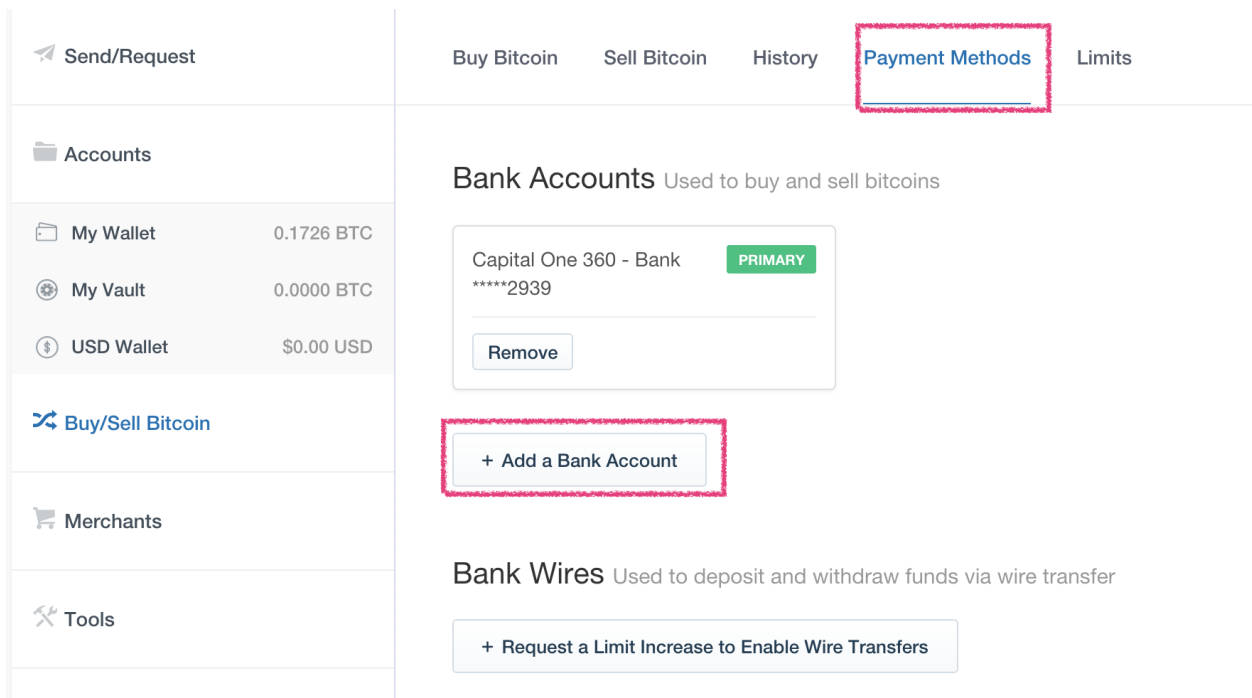 Send/Request
Accounts
My Wallet 0.1726 BTC
My Vault 0.0000 BTC
USD Wallet $0.00 USD
Buy/Sell Bitcoin
Merchants
Tools
Buy Bitcoin Sell Bitcoin History Payment Methods Limits
Bank Accounts Used to buy and sell bitcoins
Capital One 360 - Bank PRIMARY
*****2939
Remove
+ Add a Bank Account
Bank Wires Used to deposit and withdraw funds via wire transfer
+ Request a Limit Increase to Enable Wire Transfers